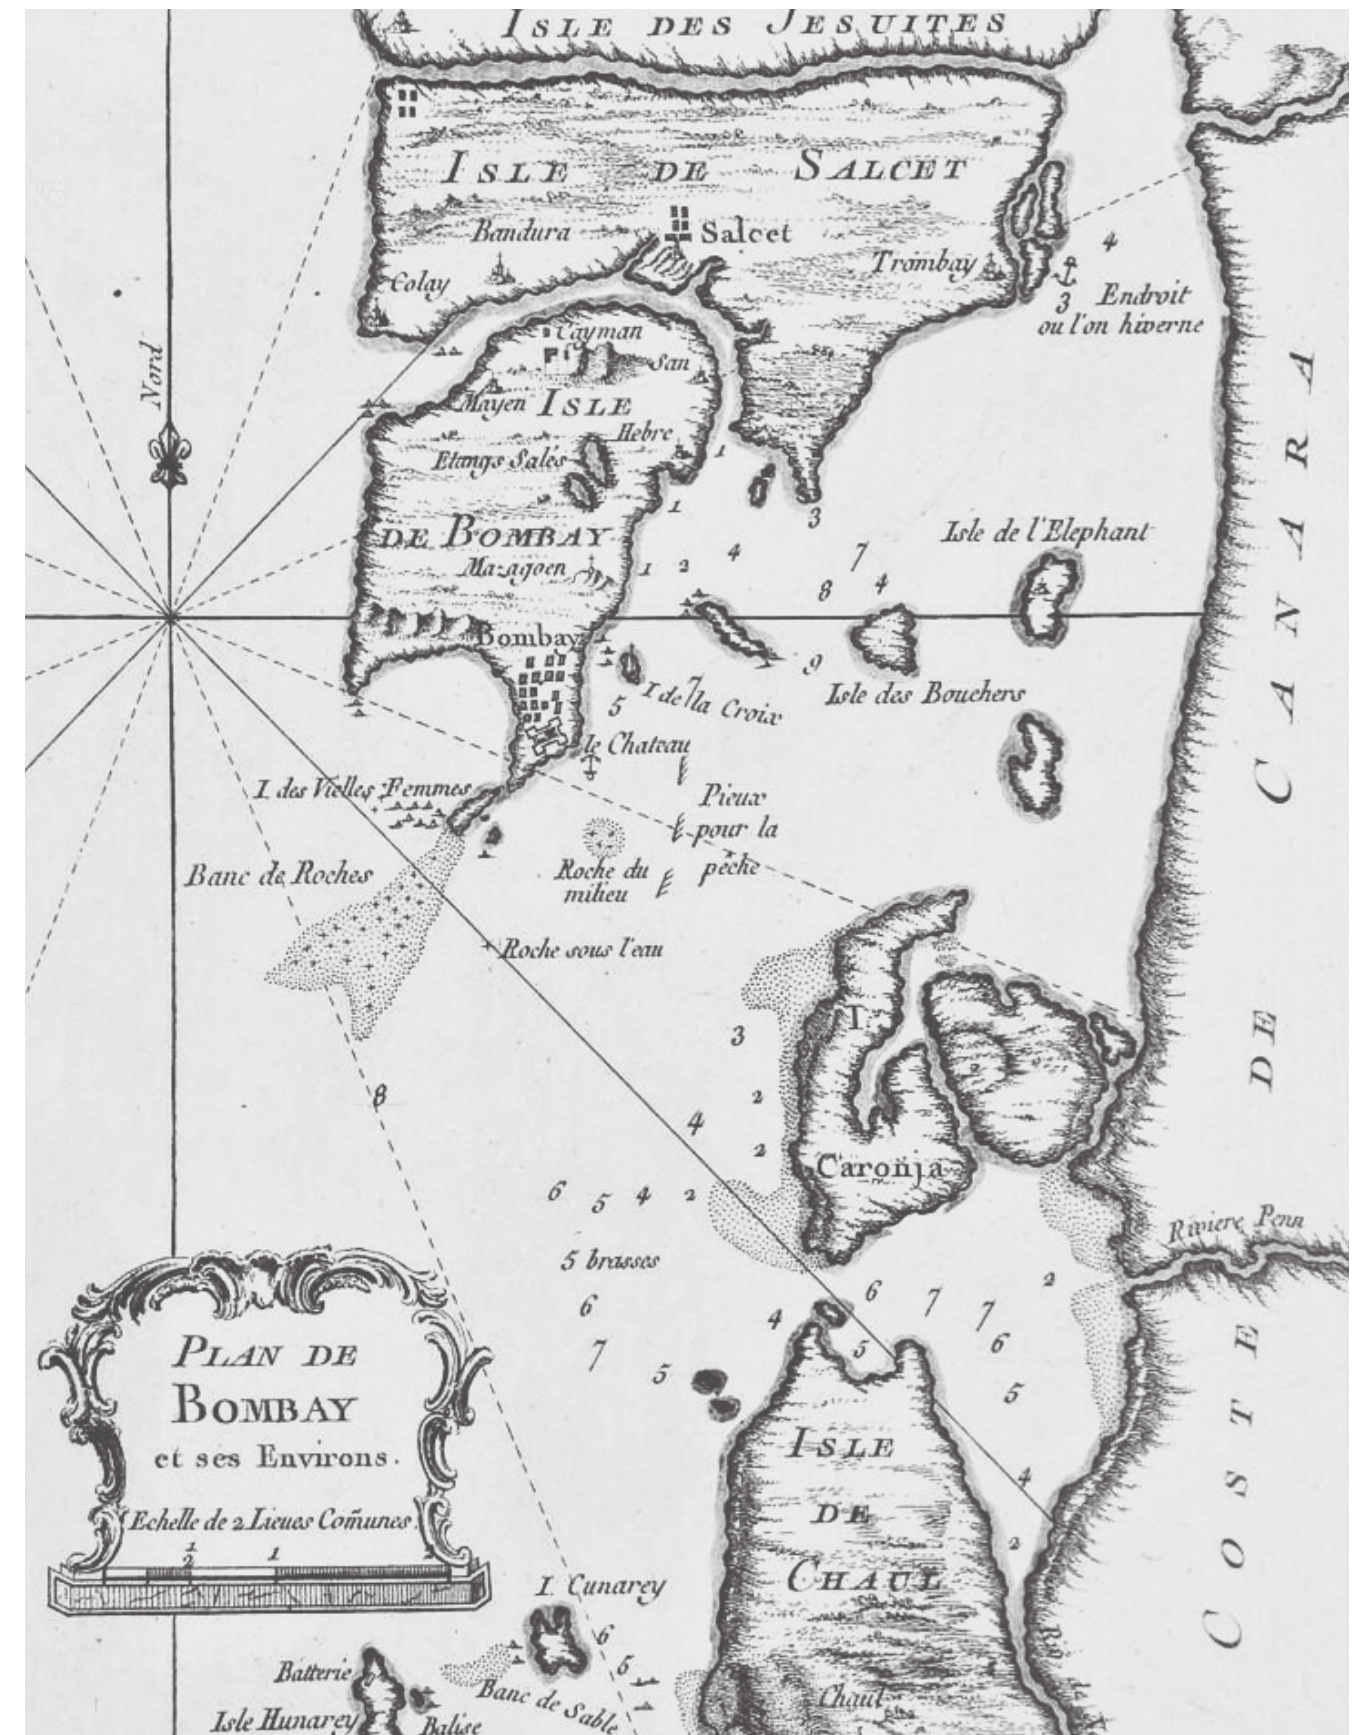 ISLE DES JESUITES
ISLE DE SALCET
Bandura
Salcet
Colay
Trombay
4
3
Endroit
ou l'on hiverne
Nord
Cayman
San
Mayen
ISLE
Hebre
1
Etangs Salés
1
3
DE BOMBAY
Mazagoen
1 2 4
7
8 4
Isle de l'Elephant
Bombay
9
Isle des Bouchers
7
5
I de la Croix
le Chateau
I. des Vielles Femmes
Pieux
pour la
pêche
Banc de Roches
Roche du
milieu
Roche sous l'eau
I.
3
2
8
4
2
Caronja
6 5 4 2
5 brasses
6
7
5
4
6
7
7
2
6
5
5
4
2
Riviere Penn
COSTE DE CANARA
PLAN DE
BOMBAY
et ses Environs.
Echelle de 2 Lieues Com̃unes
1/2 1 2
ISLE
DE
CHAUL
Chaul
I. Cunarey
6
5
Batterie
Banc de Sable
Isle Hunarey
Balise